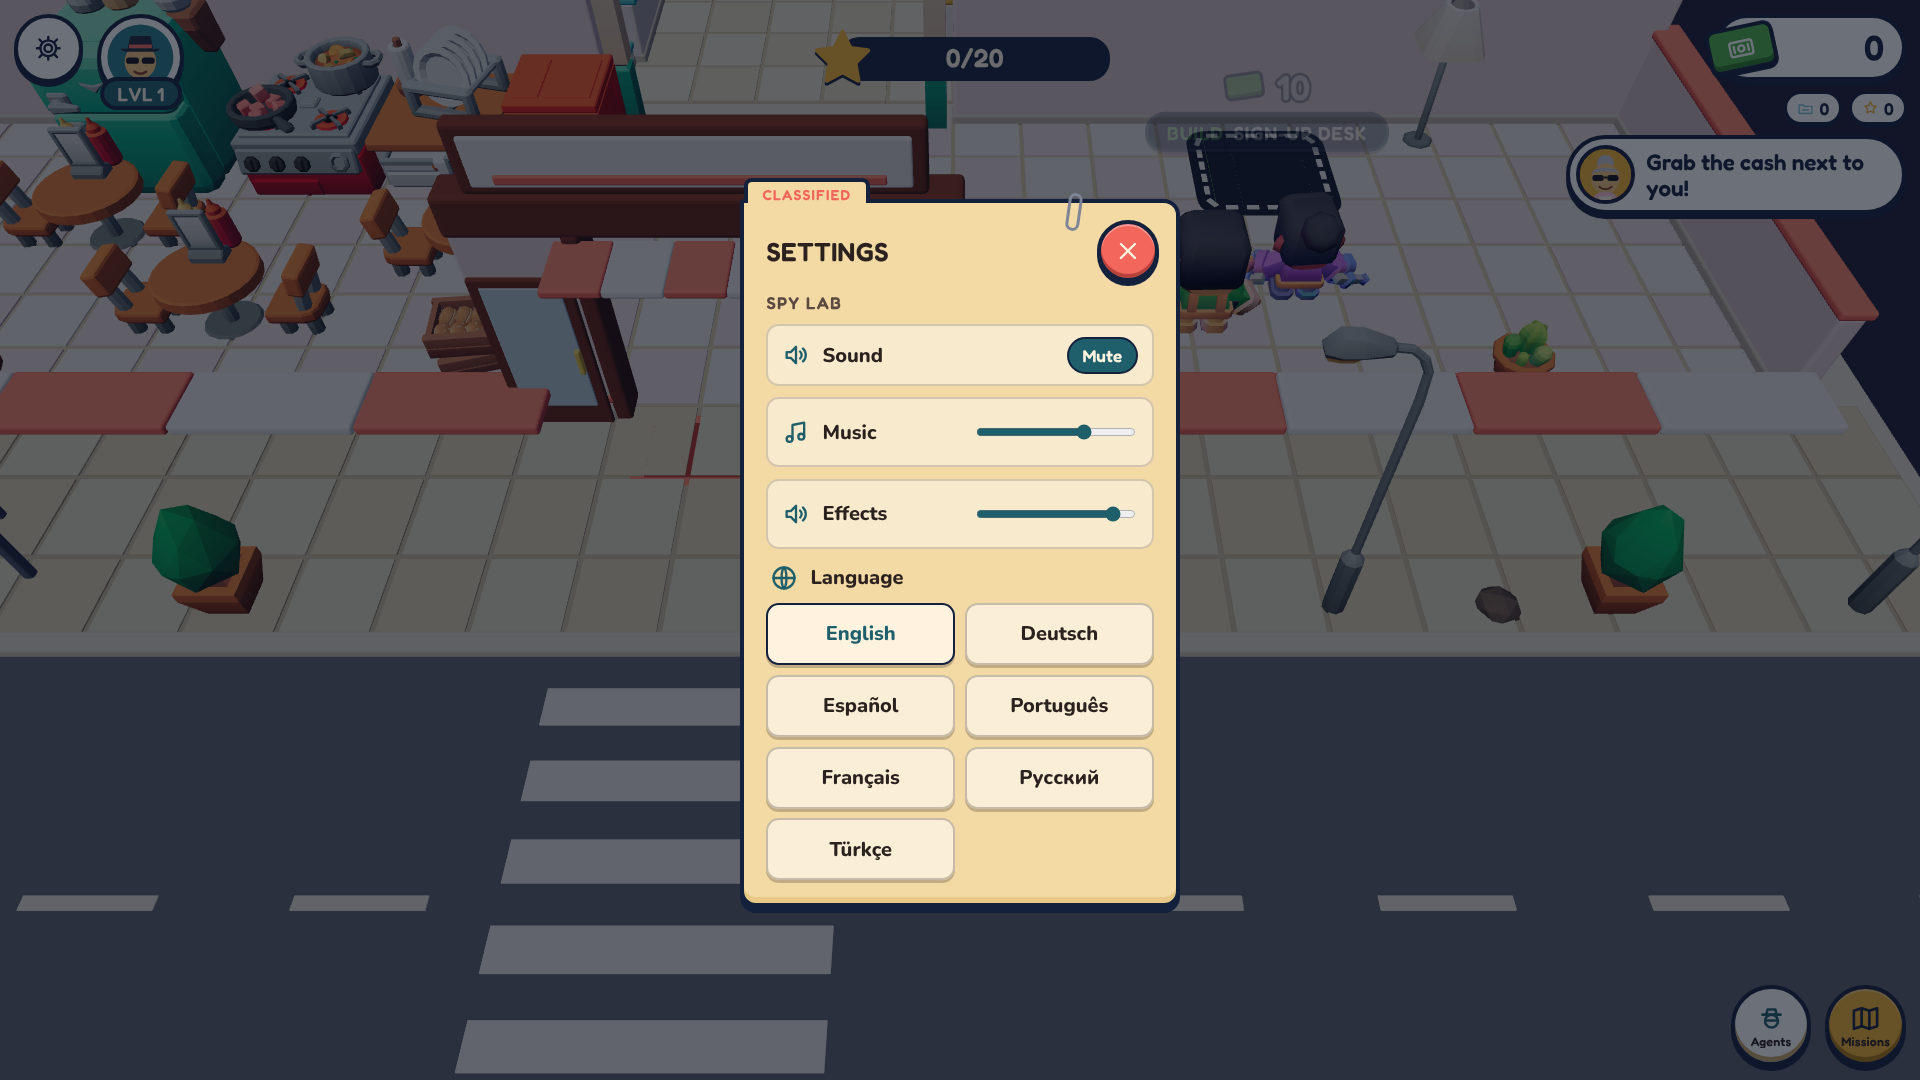 LVL 1
0/20
10
BUILD SIGN-UP DESK
0
0
0
Grab the cash next to
you!
CLASSIFIED
SETTINGS
SPY LAB
Sound
Mute
Music
Effects
Language
English
Deutsch
Español
Português
Français
Русский
Türkçe
Agents
Missions